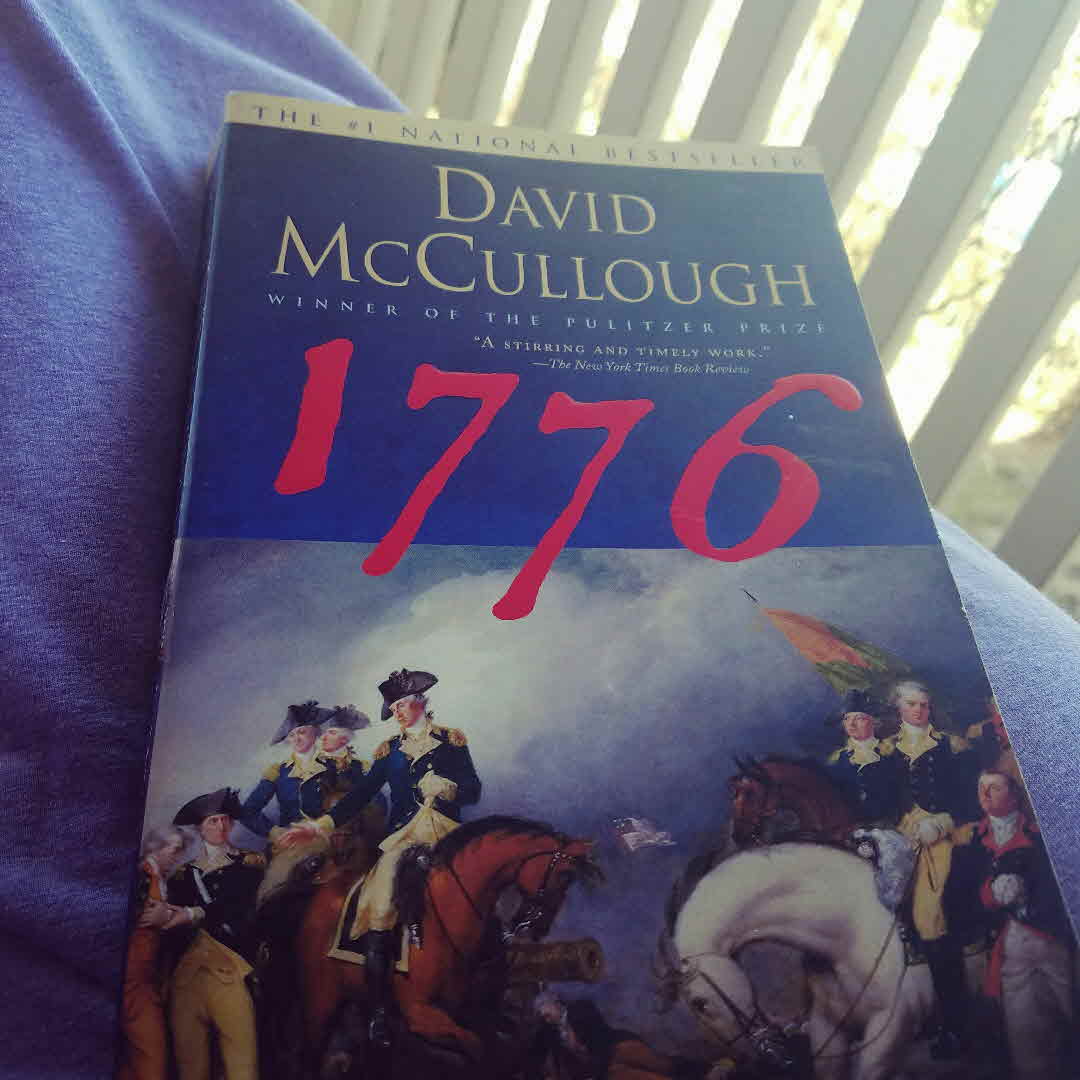 THE #1 NATIONAL BESTSELLER
DAVID
MCCULLOUGH
WINNER OF THE PULITZER PRIZE
"A STIRRING AND TIMELY WORK."
—The New York Times Book Review
1776